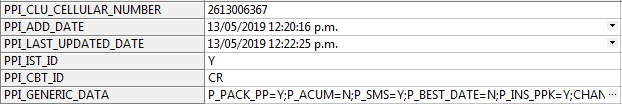 PPI_CLU_CELLULAR_NUMBER 2613006367
PPI_ADD_DATE 13/05/2019 12:20:16 p.m.
PPI_LAST_UPDATED_DATE 13/05/2019 12:22:25 p.m.
PPI_IST_ID Y
PPI_CBT_ID CR
PPI_GENERIC_DATA P_PACK_PP=Y;P_ACUM=N;P_SMS=Y;P_BEST_DATE=N;P_INS_PPK=Y;CHAN ...